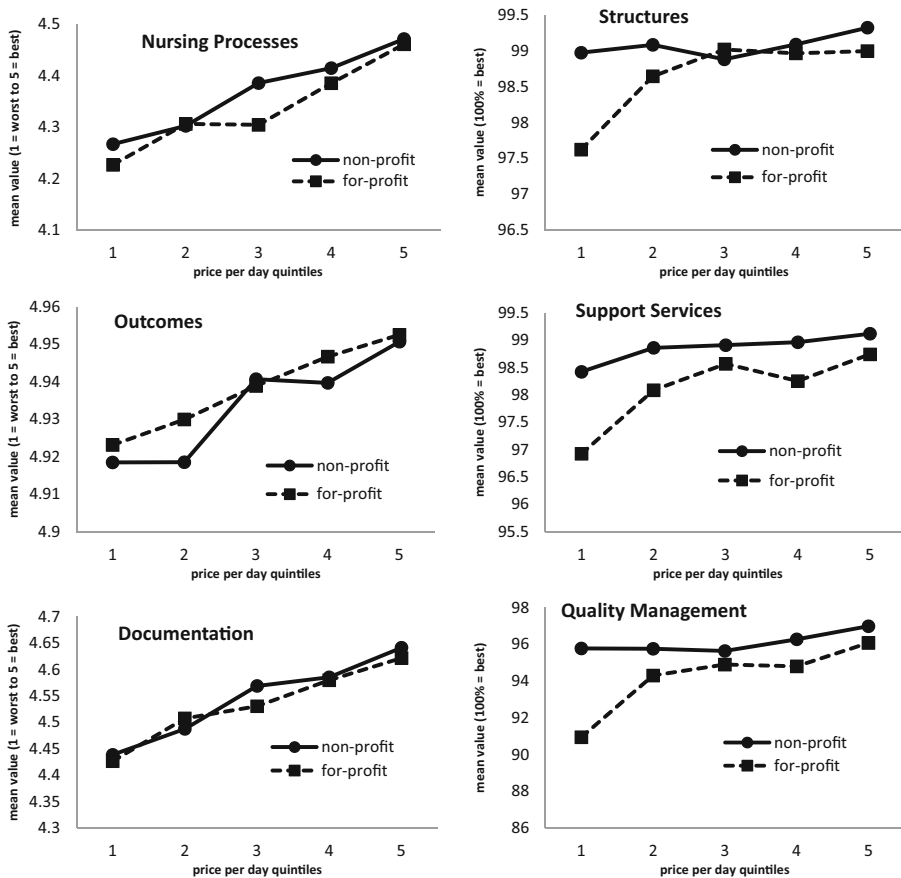 Nursing Processes
mean value (1 = worst to 5 = best)
4.5
4.4
4.3
4.2
4.1
non-profit
for-profit
1 2 3 4 5
price per day quintiles
Structures
mean value (100% = best)
99.5
99
98.5
98
97.5
97
96.5
non-profit
for-profit
1 2 3 4 5
price per day quintiles
Outcomes
mean value (1 = worst to 5 = best)
4.96
4.95
4.94
4.93
4.92
4.91
4.9
non-profit
for-profit
1 2 3 4 5
price per day quintiles
Support Services
mean value (100% = best)
99.5
99
98.5
98
97.5
97
96.5
96
95.5
non-profit
for-profit
1 2 3 4 5
price per day quintiles
Documentation
mean value (1 = worst to 5 = best)
4.7
4.65
4.6
4.55
4.5
4.45
4.4
4.35
4.3
non-profit
for-profit
1 2 3 4 5
price per day quintiles
Quality Management
mean value (100% = best)
98
96
94
92
90
88
86
non-profit
for-profit
1 2 3 4 5
price per day quintiles